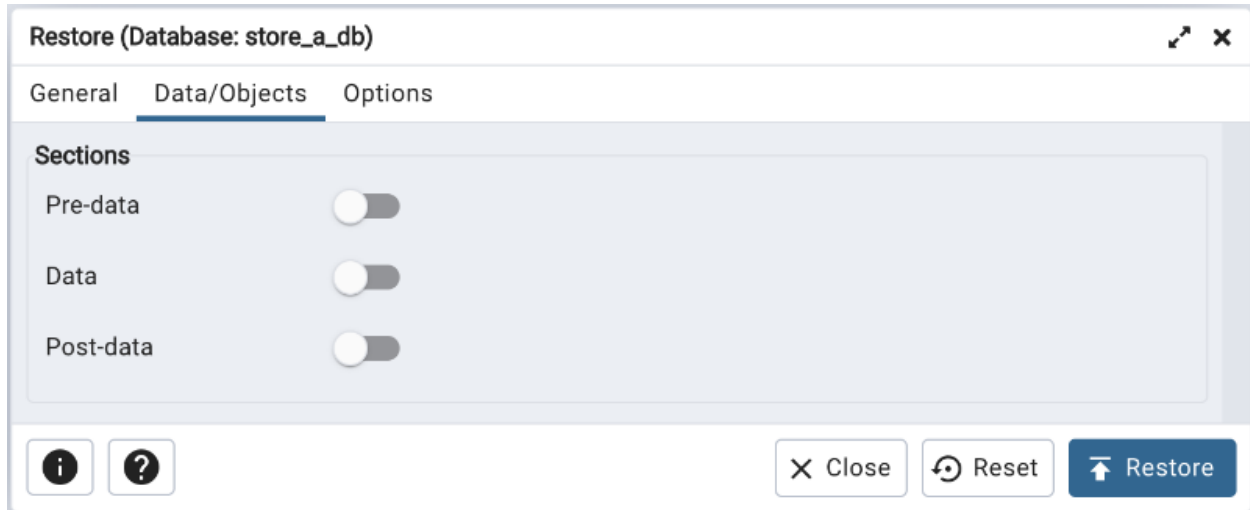 Restore (Database: store_a_db)
General Data/Objects Options
Sections
Pre-data
Data
Post-data
Close Reset Restore